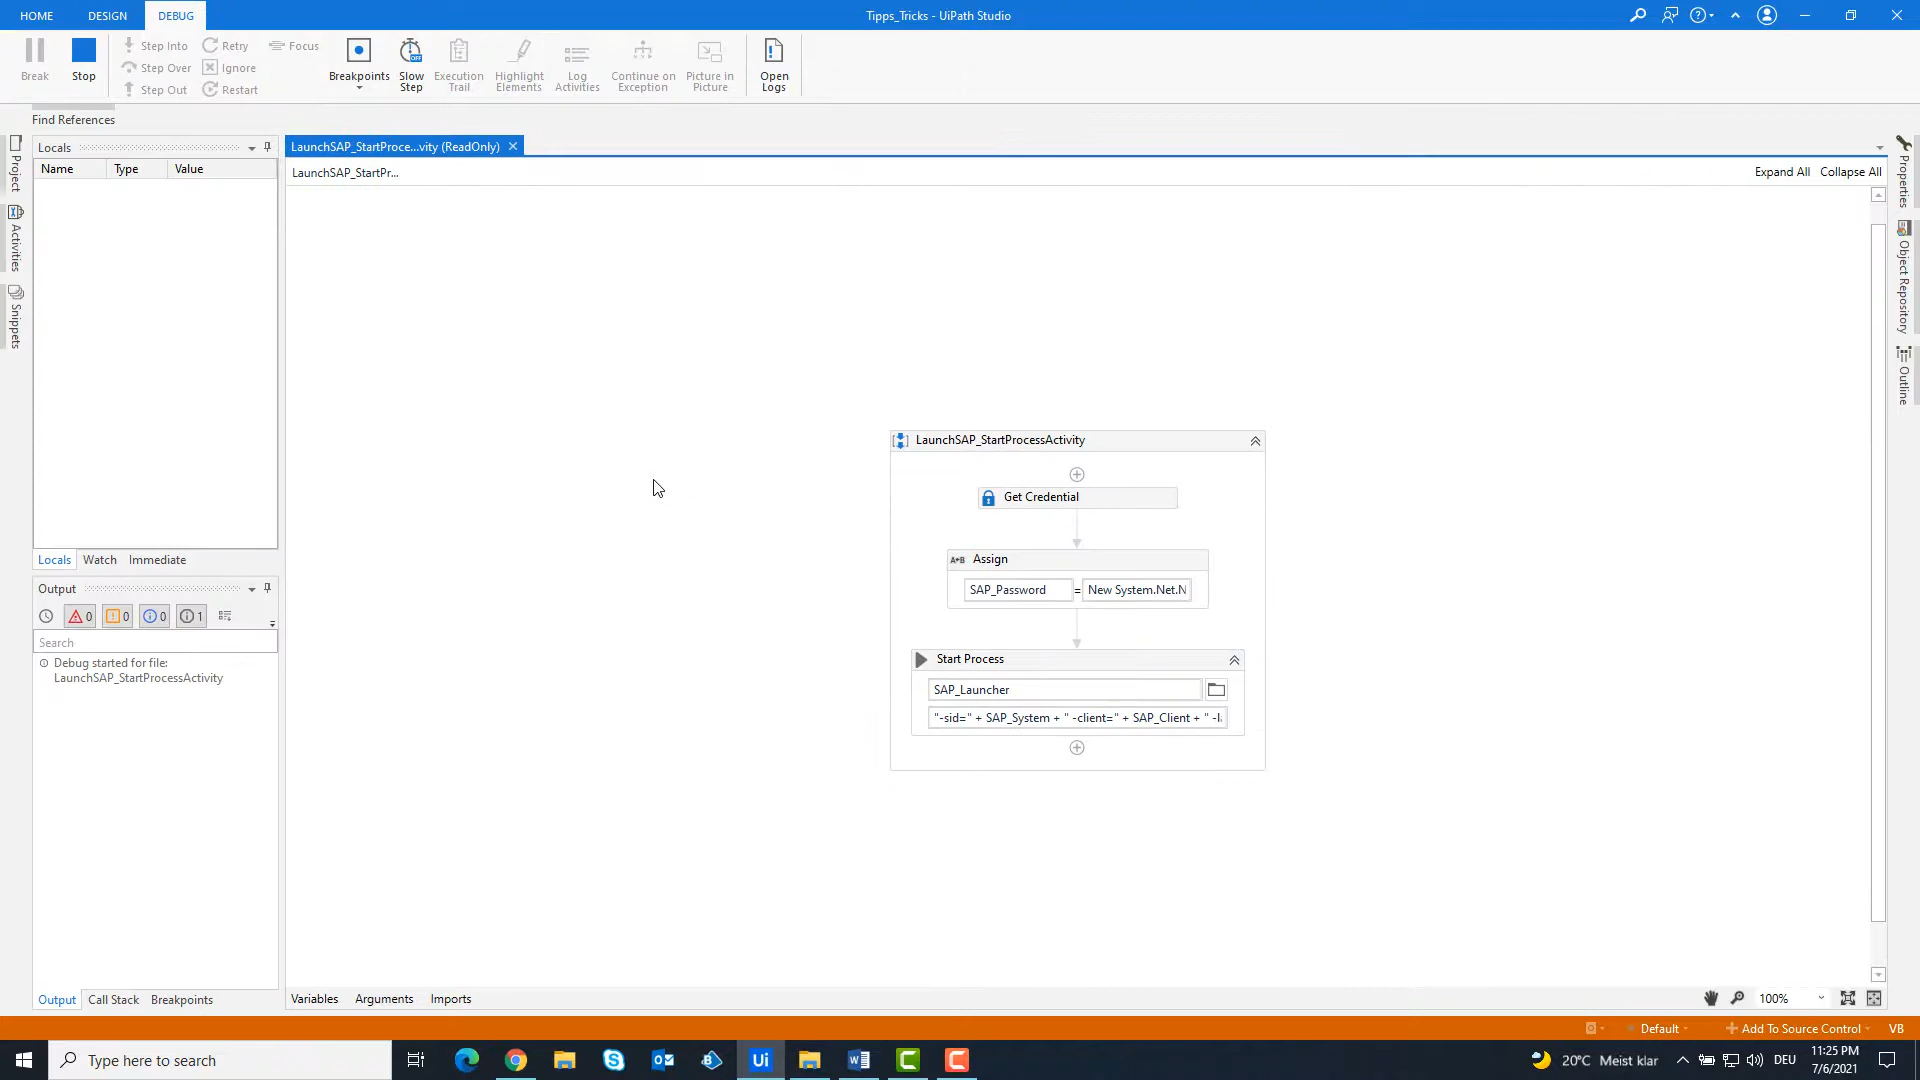 HOME DESIGN DEBUG Tipps_Tricks - UiPath Studio
Break Stop Step Into Step Over Step Out Retry Ignore Restart Focus
Breakpoints Slow Step Execution Trail Highlight Elements Log Activities Continue on Exception Picture in Picture Open Logs
Find References
Project
Activities
Snippets
Locals
Name Type Value
Locals Watch Immediate
Output
0 0 0 1
Search
Debug started for file:
LaunchSAP_StartProcessActivity
Output Call Stack Breakpoints
LaunchSAP_StartProce...vity (ReadOnly)
LaunchSAP_StartPr... Expand All Collapse All
LaunchSAP_StartProcessActivity
Get Credential
A+B Assign
SAP_Password = New System.Net.N
Start Process
SAP_Launcher
"-sid=" + SAP_System + " -client=" + SAP_Client + " -l
Variables Arguments Imports 100%
Properties
Object Repository
Outline
Default Add To Source Control VB
Type here to search Ui 20°C Meist klar DEU 11:25 PM
7/6/2021